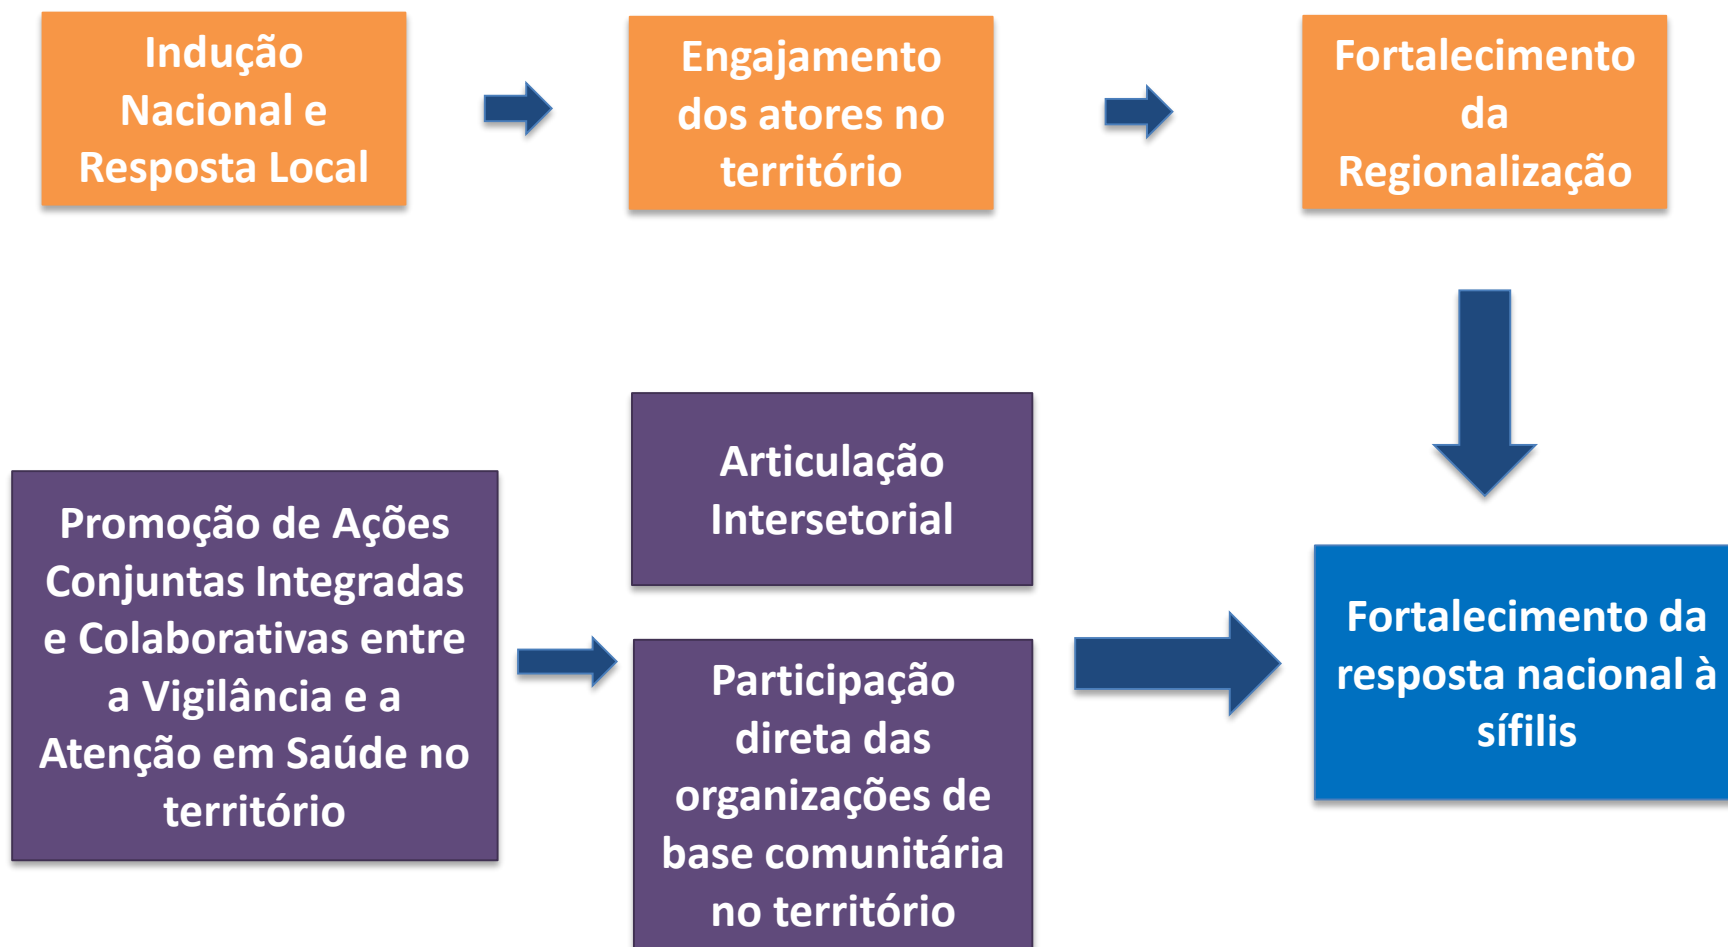 Indução
Nacional e
Resposta Local
Engajamento
dos atores no
território
Fortalecimento
da
Regionalização
Promoção de Ações
Conjuntas Integradas
e Colaborativas entre
a Vigilância e a
Atenção em Saúde no
território
Articulação
Intersetorial
Participação
direta das
organizações de
base comunitária
no território
Fortalecimento da
resposta nacional à
sífilis